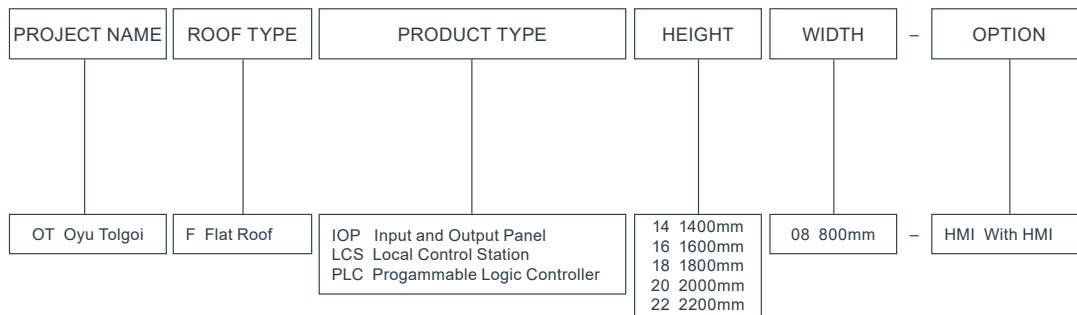 PROJECT NAME ROOF TYPE PRODUCT TYPE HEIGHT WIDTH – OPTION
OT Oyu Tolgoi
F Flat Roof
IOP Input and Output Panel
LCS Local Control Station
PLC Progammable Logic Controller
14 1400mm
16 1600mm
18 1800mm
20 2000mm
22 2200mm
08 800mm
–
HMI With HMI